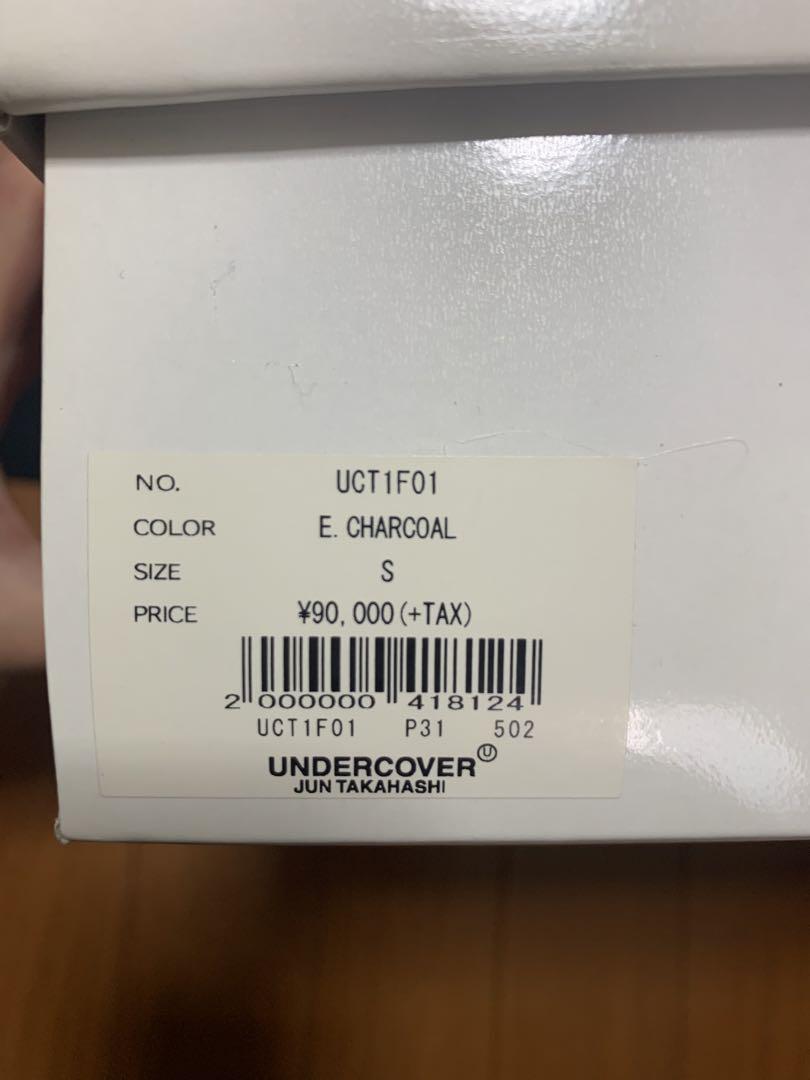 NO. UCT1F01
COLOR E. CHARCOAL
SIZE S
PRICE ¥90,000(+TAX)
2 000000 418124
UCT1F01 P31 502
UNDERCOVER Ⓤ
JUN TAKAHASHI